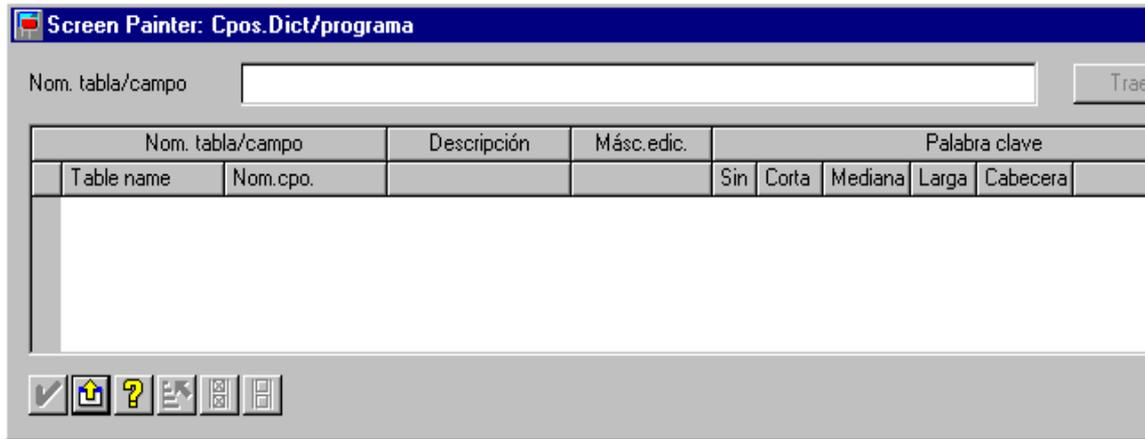 Screen Painter: Cpos.Dict/programa
Nom. tabla/campo Trae
Nom. tabla/campo Descripción Másc.edic. Palabra clave
Table name Nom.cpo. Sin Corta Mediana Larga Cabecera